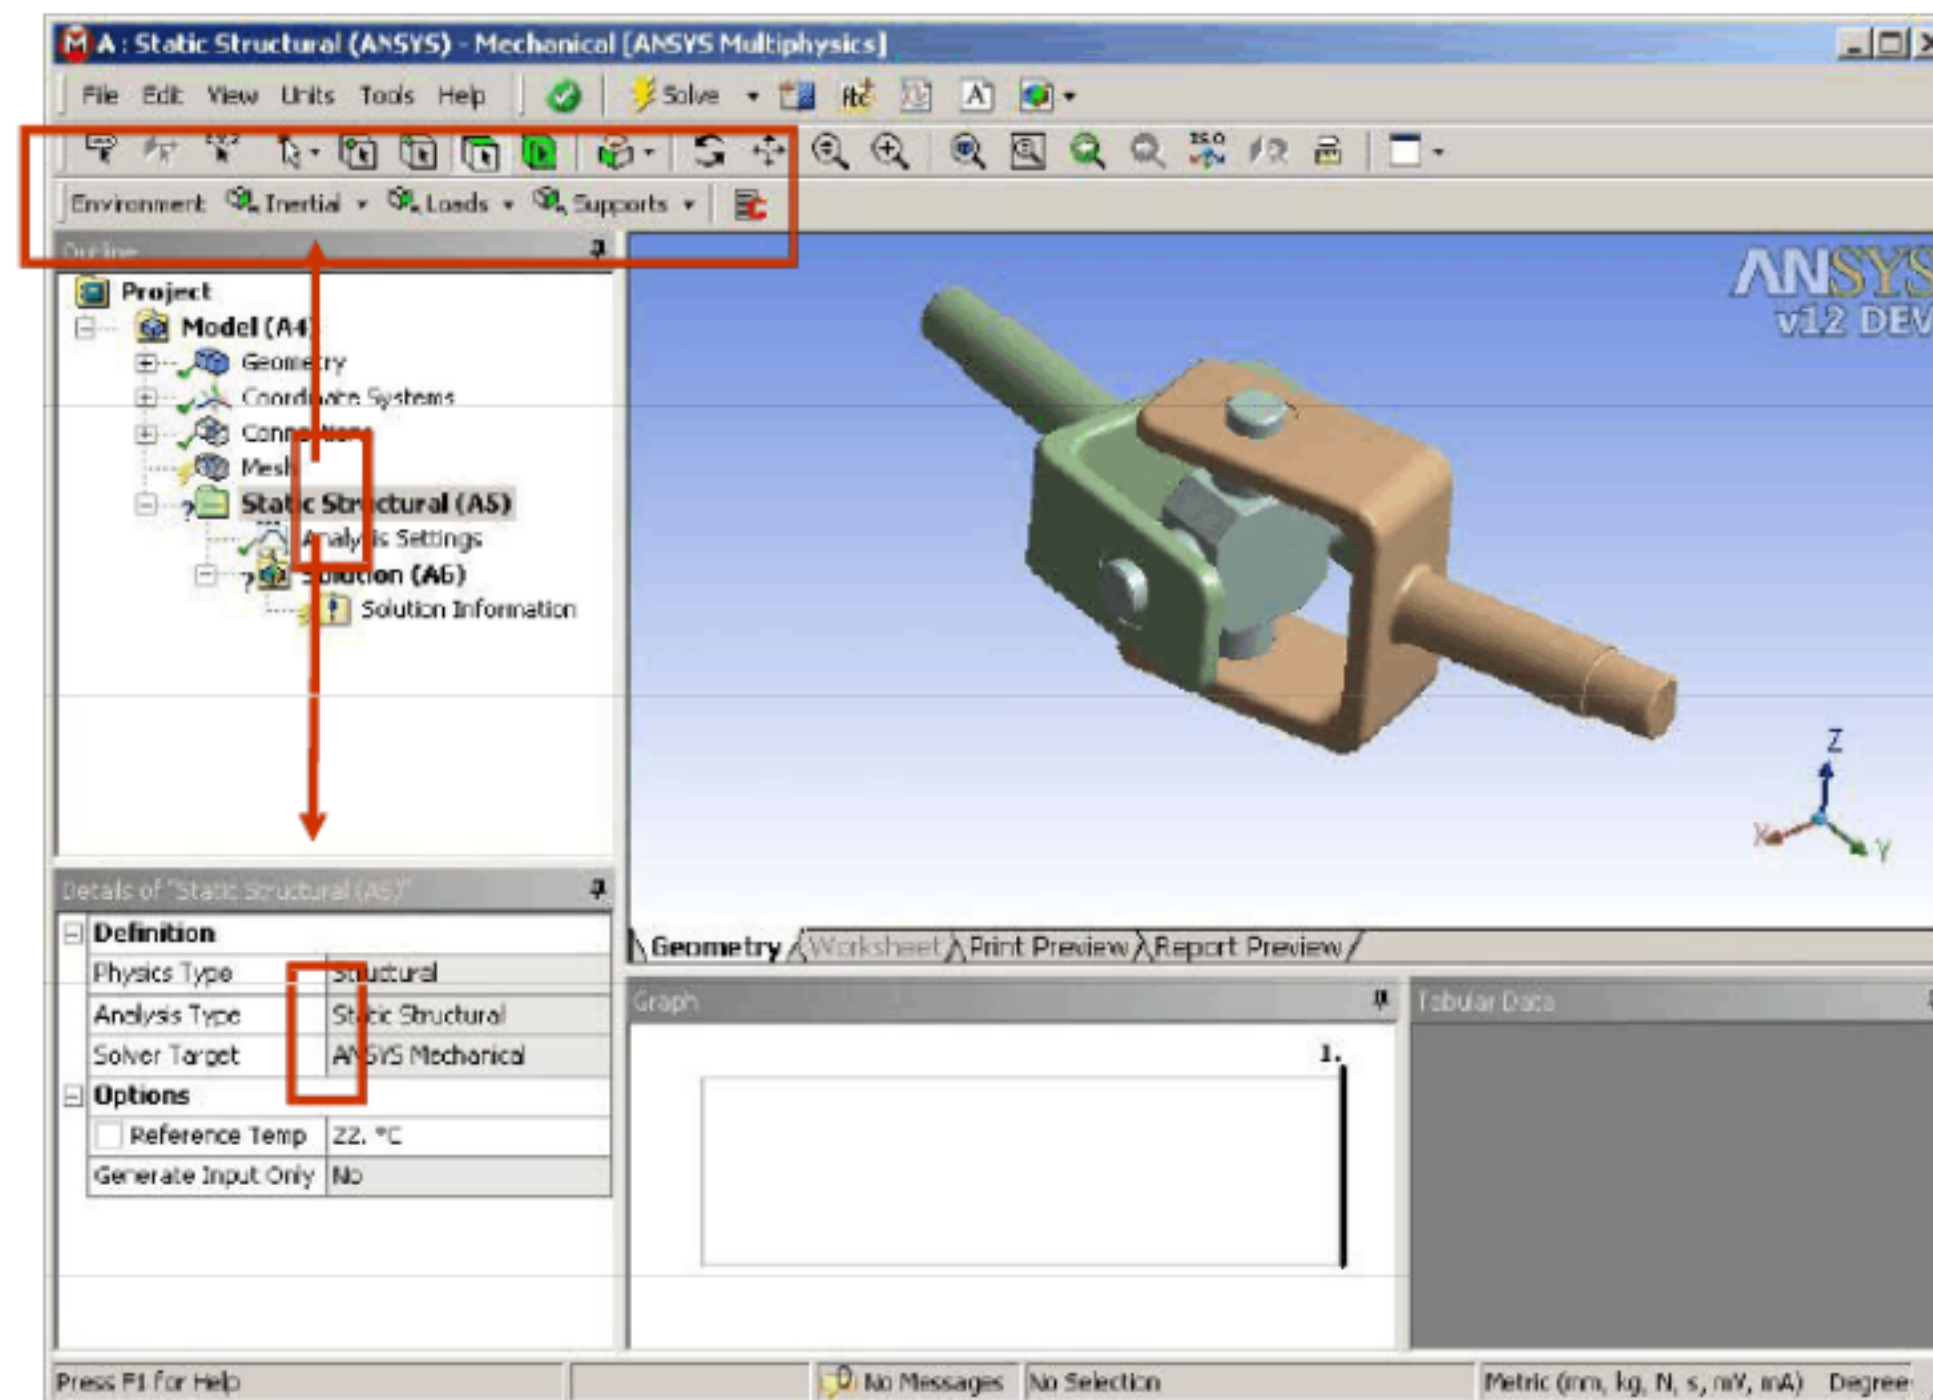 A : Static Structural (ANSYS) - Mechanical [ANSYS Multiphysics]
File Edit View Units Tools Help Solve
ISO
Environment Inertial Loads Supports
Outline
Project
Model (A4)
Geometry
Coordinate Systems
Connections
Mesh
Static Structural (A5)
Analysis Settings
Solution (A6)
Solution Information
ANSYS
v12 DEV
Z
X
Y
Details of "Static Structural (A5)"
Definition
Physics Type Structural
Analysis Type Static Structural
Solver Target ANSYS Mechanical
Options
Reference Temp 22. °C
Generate Input Only No
Geometry Worksheet Print Preview Report Preview
Graph
1.
Tabular Data
Press F1 for Help No Messages No Selection Metric (mm, kg, N, s, mV, mA) Degree